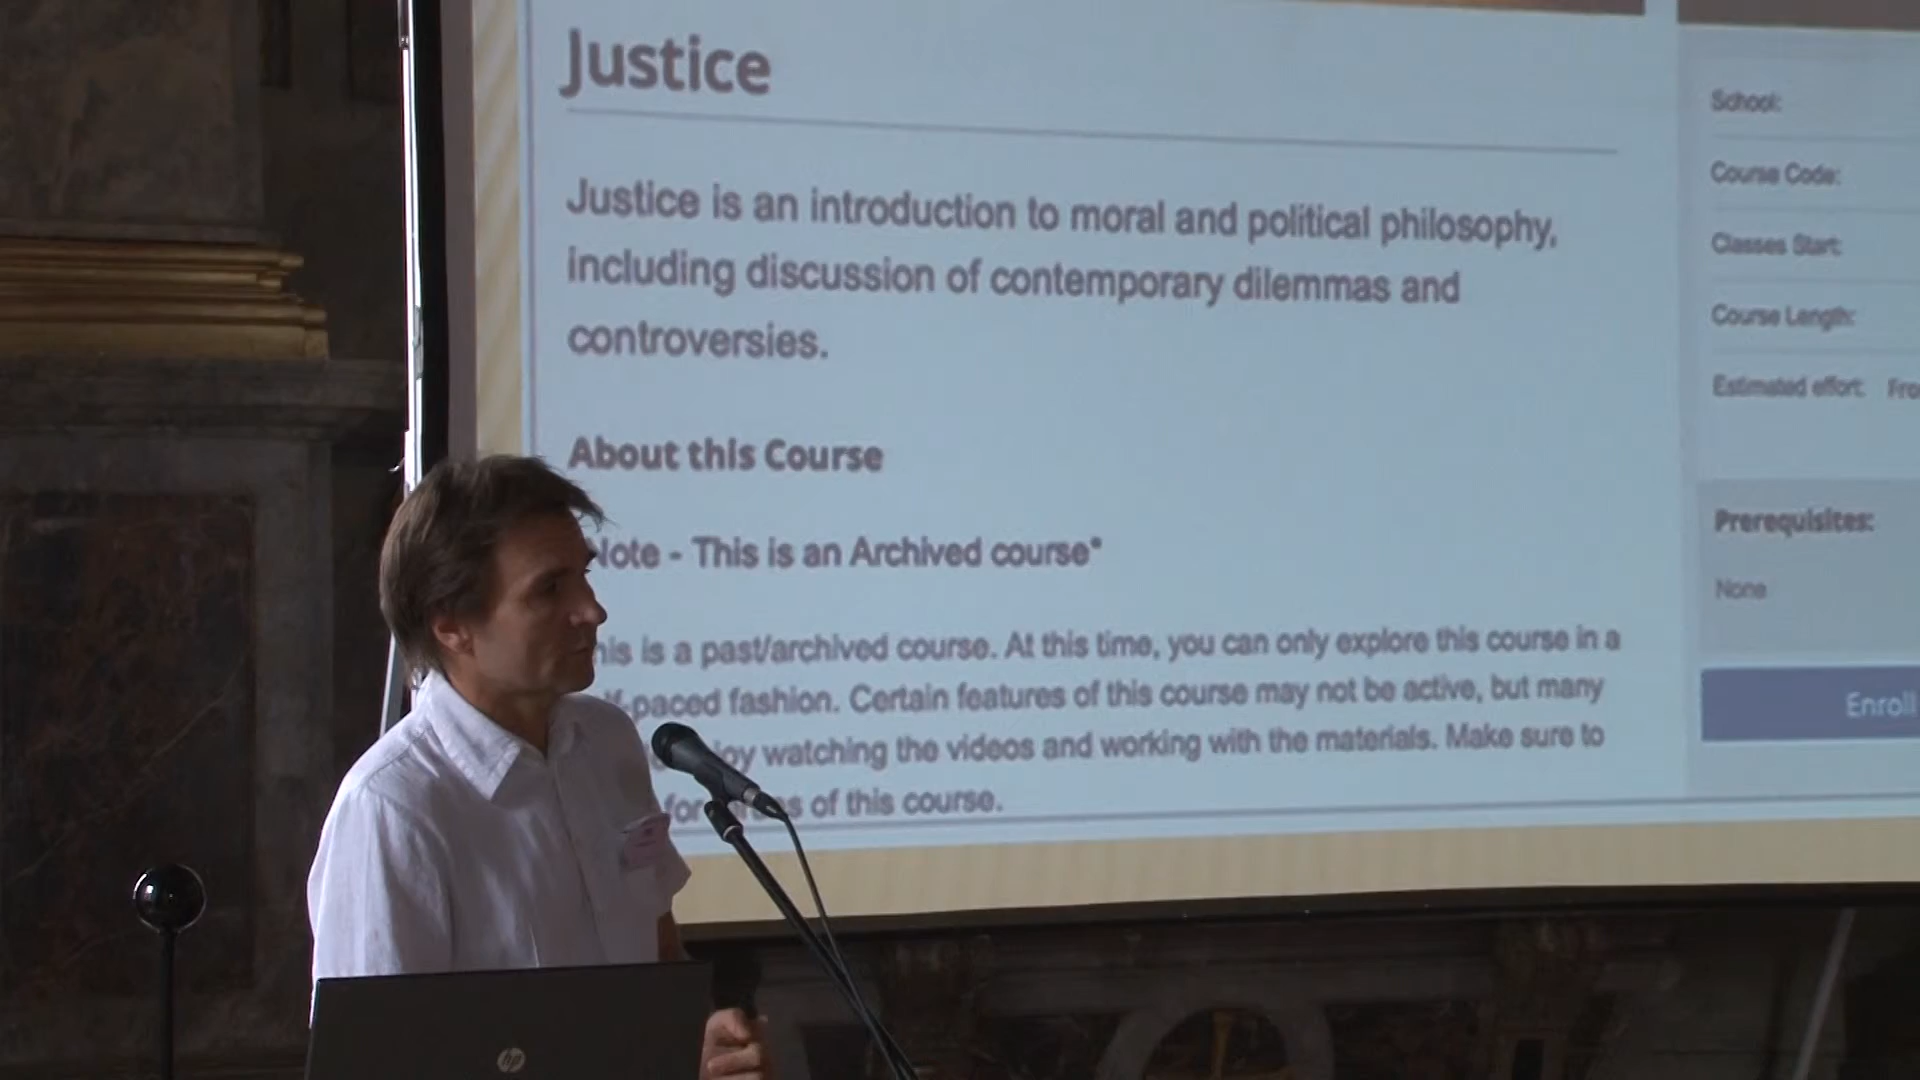 Justice
Justice is an introduction to moral and political philosophy,
including discussion of contemporary dilemmas and
controversies.
About this Course
Note - This is an Archived course*
is a past/archived course. At this time, you can only explore this course in a
paced fashion. Certain features of this course may not be active, but many
watching the videos and working with the materials. Make sure to
of this course.
School:
Course Code:
Classes Start:
Course Length:
Estimated effort:
Prerequisites:
None
Enroll
hp